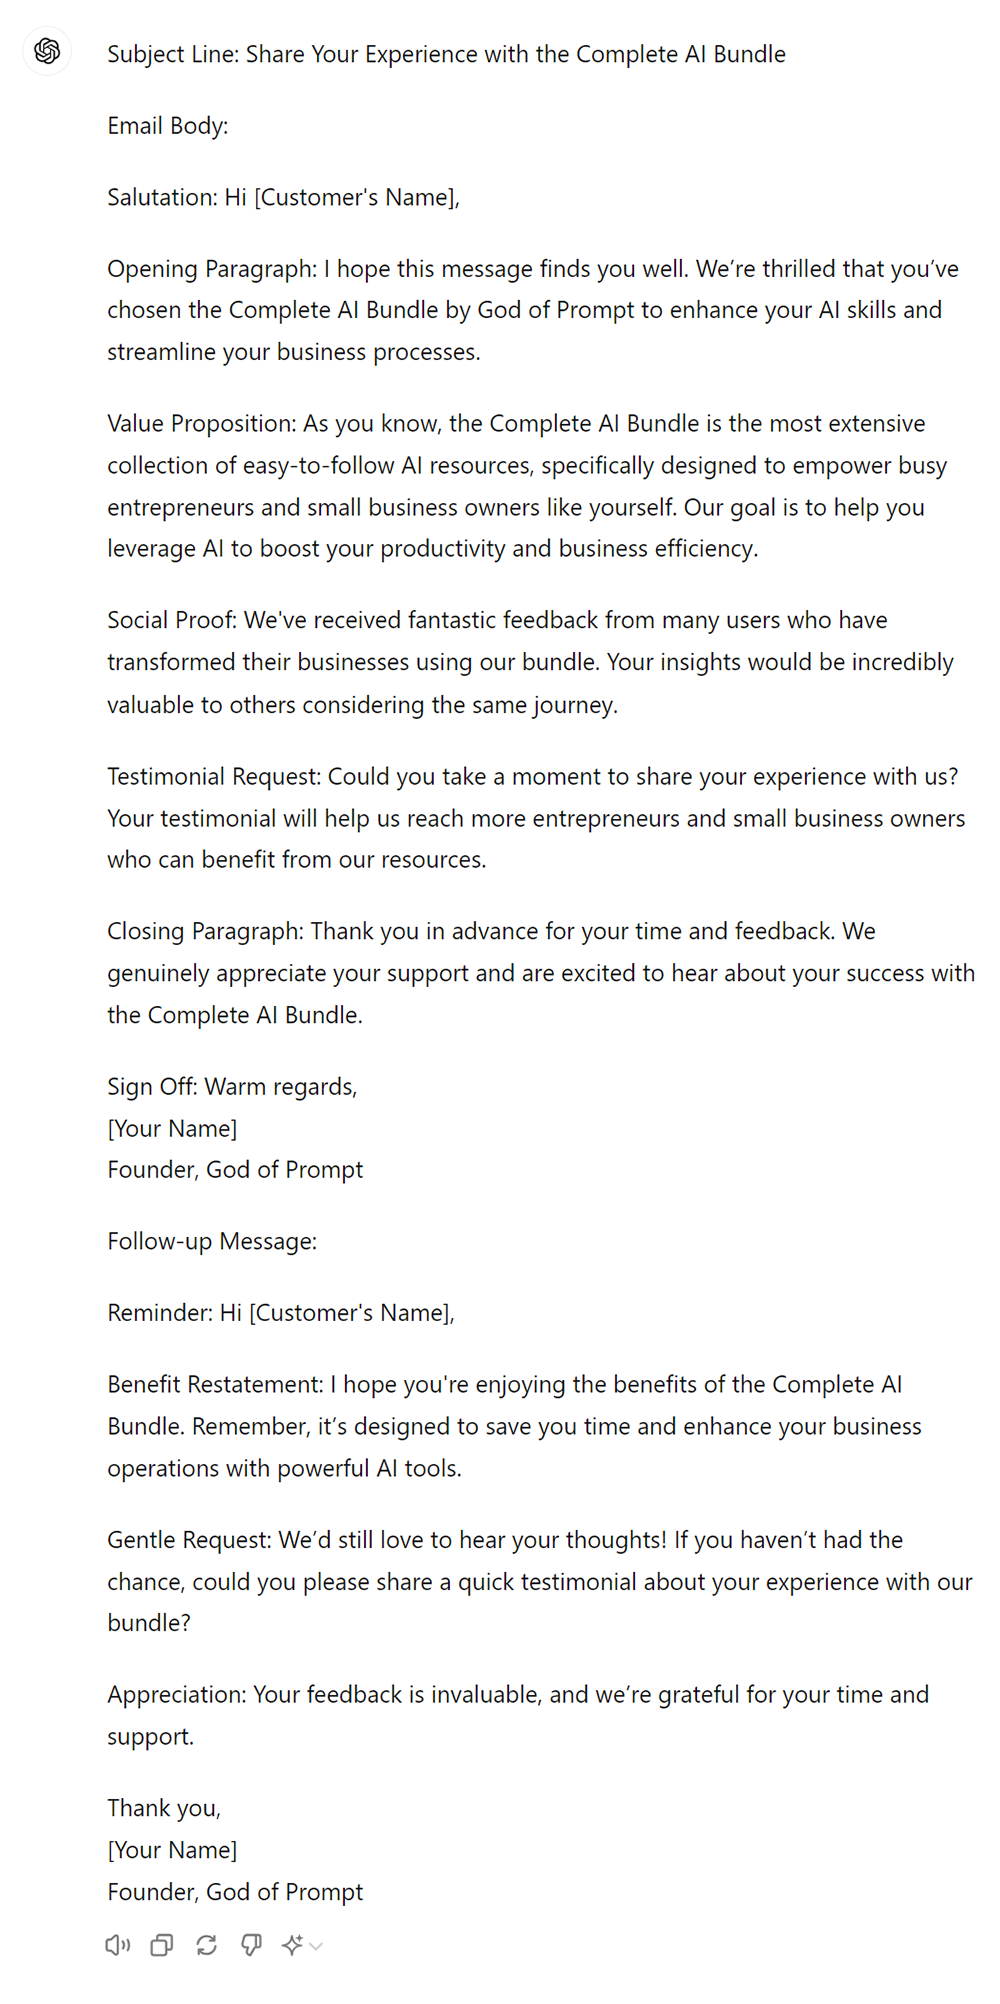 Subject Line: Share Your Experience with the Complete AI Bundle
Email Body:
Salutation: Hi [Customer's Name],
Opening Paragraph: I hope this message finds you well. We’re thrilled that you’ve
chosen the Complete AI Bundle by God of Prompt to enhance your AI skills and
streamline your business processes.
Value Proposition: As you know, the Complete AI Bundle is the most extensive
collection of easy-to-follow AI resources, specifically designed to empower busy
entrepreneurs and small business owners like yourself. Our goal is to help you
leverage AI to boost your productivity and business efficiency.
Social Proof: We've received fantastic feedback from many users who have
transformed their businesses using our bundle. Your insights would be incredibly
valuable to others considering the same journey.
Testimonial Request: Could you take a moment to share your experience with us?
Your testimonial will help us reach more entrepreneurs and small business owners
who can benefit from our resources.
Closing Paragraph: Thank you in advance for your time and feedback. We
genuinely appreciate your support and are excited to hear about your success with
the Complete AI Bundle.
Sign Off: Warm regards,
[Your Name]
Founder, God of Prompt
Follow-up Message:
Reminder: Hi [Customer's Name],
Benefit Restatement: I hope you're enjoying the benefits of the Complete AI
Bundle. Remember, it’s designed to save you time and enhance your business
operations with powerful AI tools.
Gentle Request: We’d still love to hear your thoughts! If you haven’t had the
chance, could you please share a quick testimonial about your experience with our
bundle?
Appreciation: Your feedback is invaluable, and we’re grateful for your time and
support.
Thank you,
[Your Name]
Founder, God of Prompt